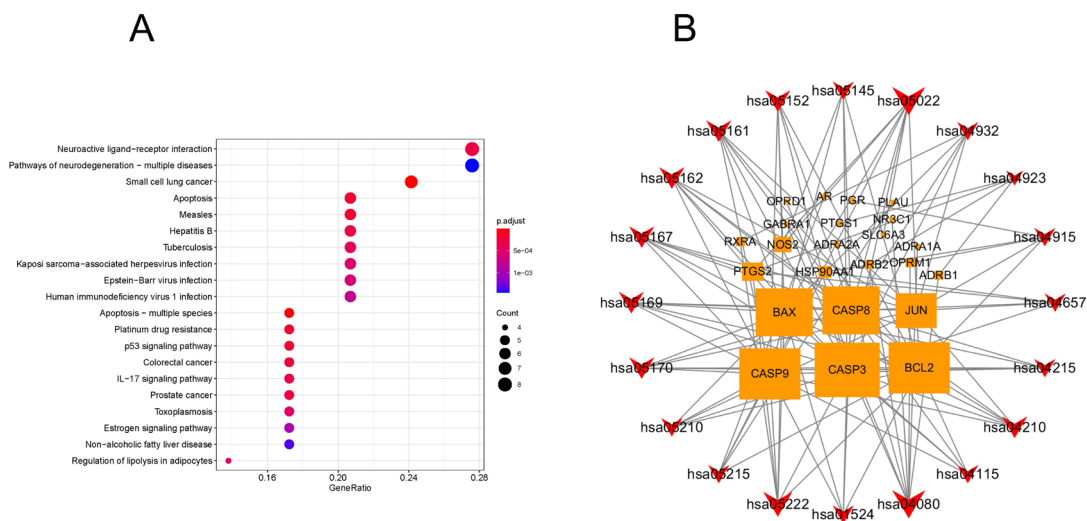 A
B
Neuroactive ligand−receptor interaction
Pathways of neurodegeneration − multiple diseases
Small cell lung cancer
Apoptosis
Measles
Hepatitis B
Tuberculosis
Kaposi sarcoma−associated herpesvirus infection
Epstein−Barr virus infection
Human immunodeficiency virus 1 infection
Apoptosis − multiple species
Platinum drug resistance
p53 signaling pathway
Colorectal cancer
IL−17 signaling pathway
Prostate cancer
Toxoplasmosis
Estrogen signaling pathway
Non−alcoholic fatty liver disease
Regulation of lipolysis in adipocytes
0.16 0.20 0.24 0.28
GeneRatio
p.adjust
5e−04
1e−03
Count
4
5
6
7
8
hsa05145
hsa05152 hsa05022
hsa05161 hsa04932
hsa05162 hsa04923
AR
OPRD1 PGR PLAU
GABRA1 PTGS1 NR3C1
SLC6A3
hsa05167 hsa04915
RXRA NOS2 ADRA2A ADRA1A
PTGS2 HSP90AA1 ADRB2 OPRM1
ADRB1
hsa05169 hsa04657
BAX CASP8 JUN
hsa05170 hsa04215
CASP9 CASP3 BCL2
hsa05210 hsa04210
hsa05215 hsa04115
hsa05222 hsa04080
hsa01524